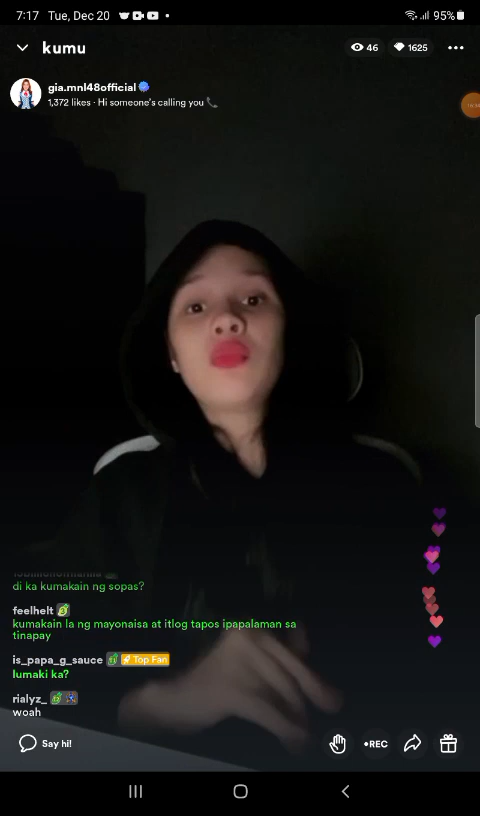 7:17 Tue, Dec 20 95%
kumu 46 1625
gia.mnl48official
1,372 likes · Hi someone's calling you
di ka kumakain ng sopas?
feelhelt
kumakain la ng mayonaisa at itlog tapos ipapalaman sa
tinapay
is_papa_g_sauce Top Fan
lumaki ka?
rialyz_
woah
Say hi! •REC